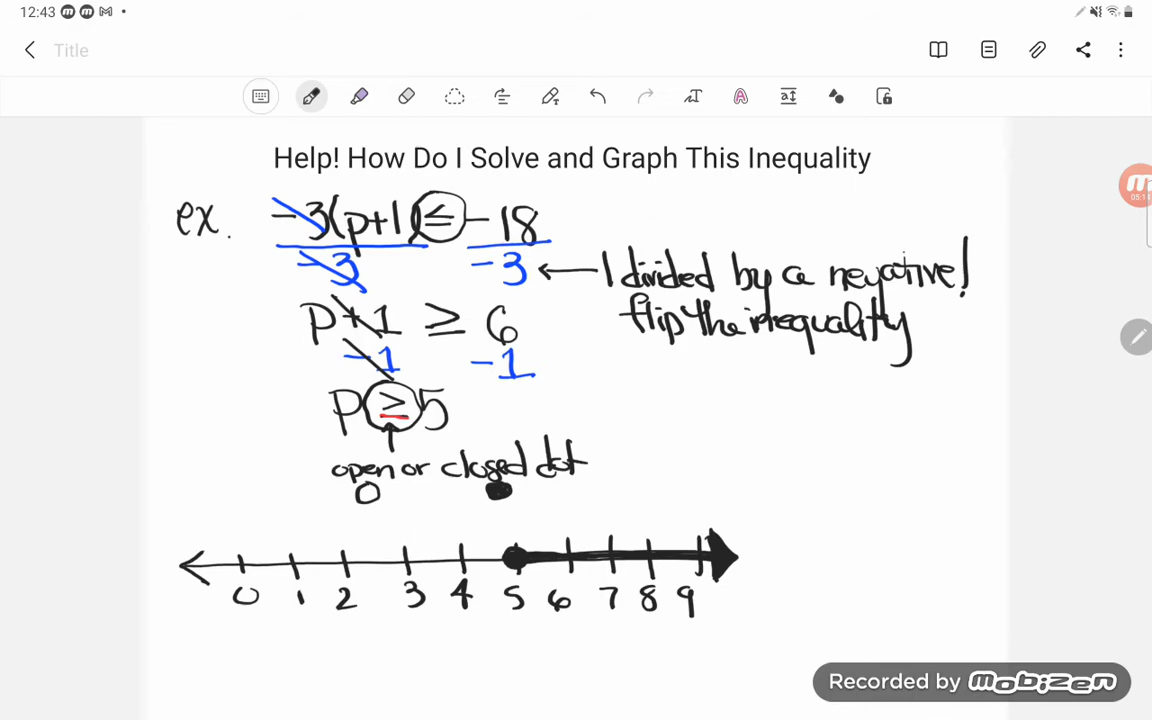 12:43
Title
Help! How Do I Solve and Graph This Inequality
ex. -3(p+1) ≤ -18
-3 -3 ← I divided by a negative!
flip the inequality
p+1 ≥ 6
-1 -1
p ≥ 5
open or closed dot
0 1 2 3 4 5 6 7 8 9
Recorded by mobizen